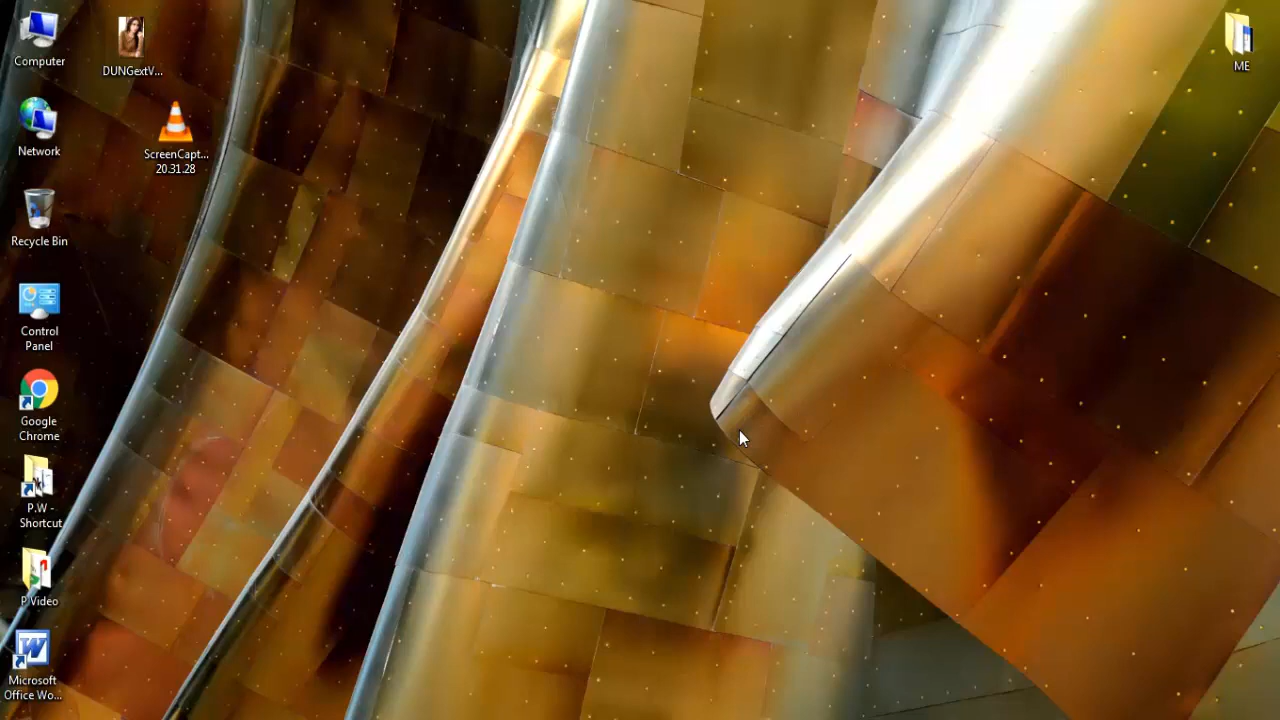 Computer
DUNGextV...
ME
Network
ScreenCapt...
20.31.28
Recycle Bin
Control
Panel
Google
Chrome
P.W -
Shortcut
P Video
Microsoft
Office Wo...